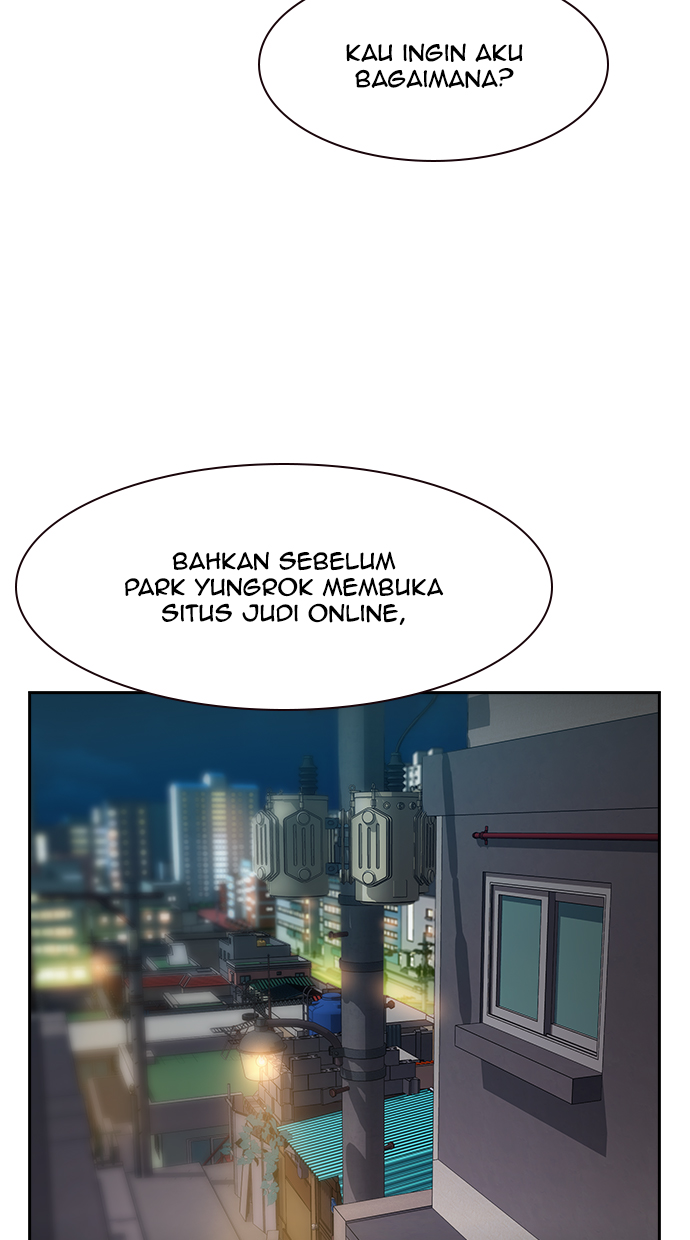 KAU INGIN AKU
BAGAIMANA?
BAHKAN SEBELUM
PARK YUNGROK MEMBUKA
SITUS JUDI ONLINE,